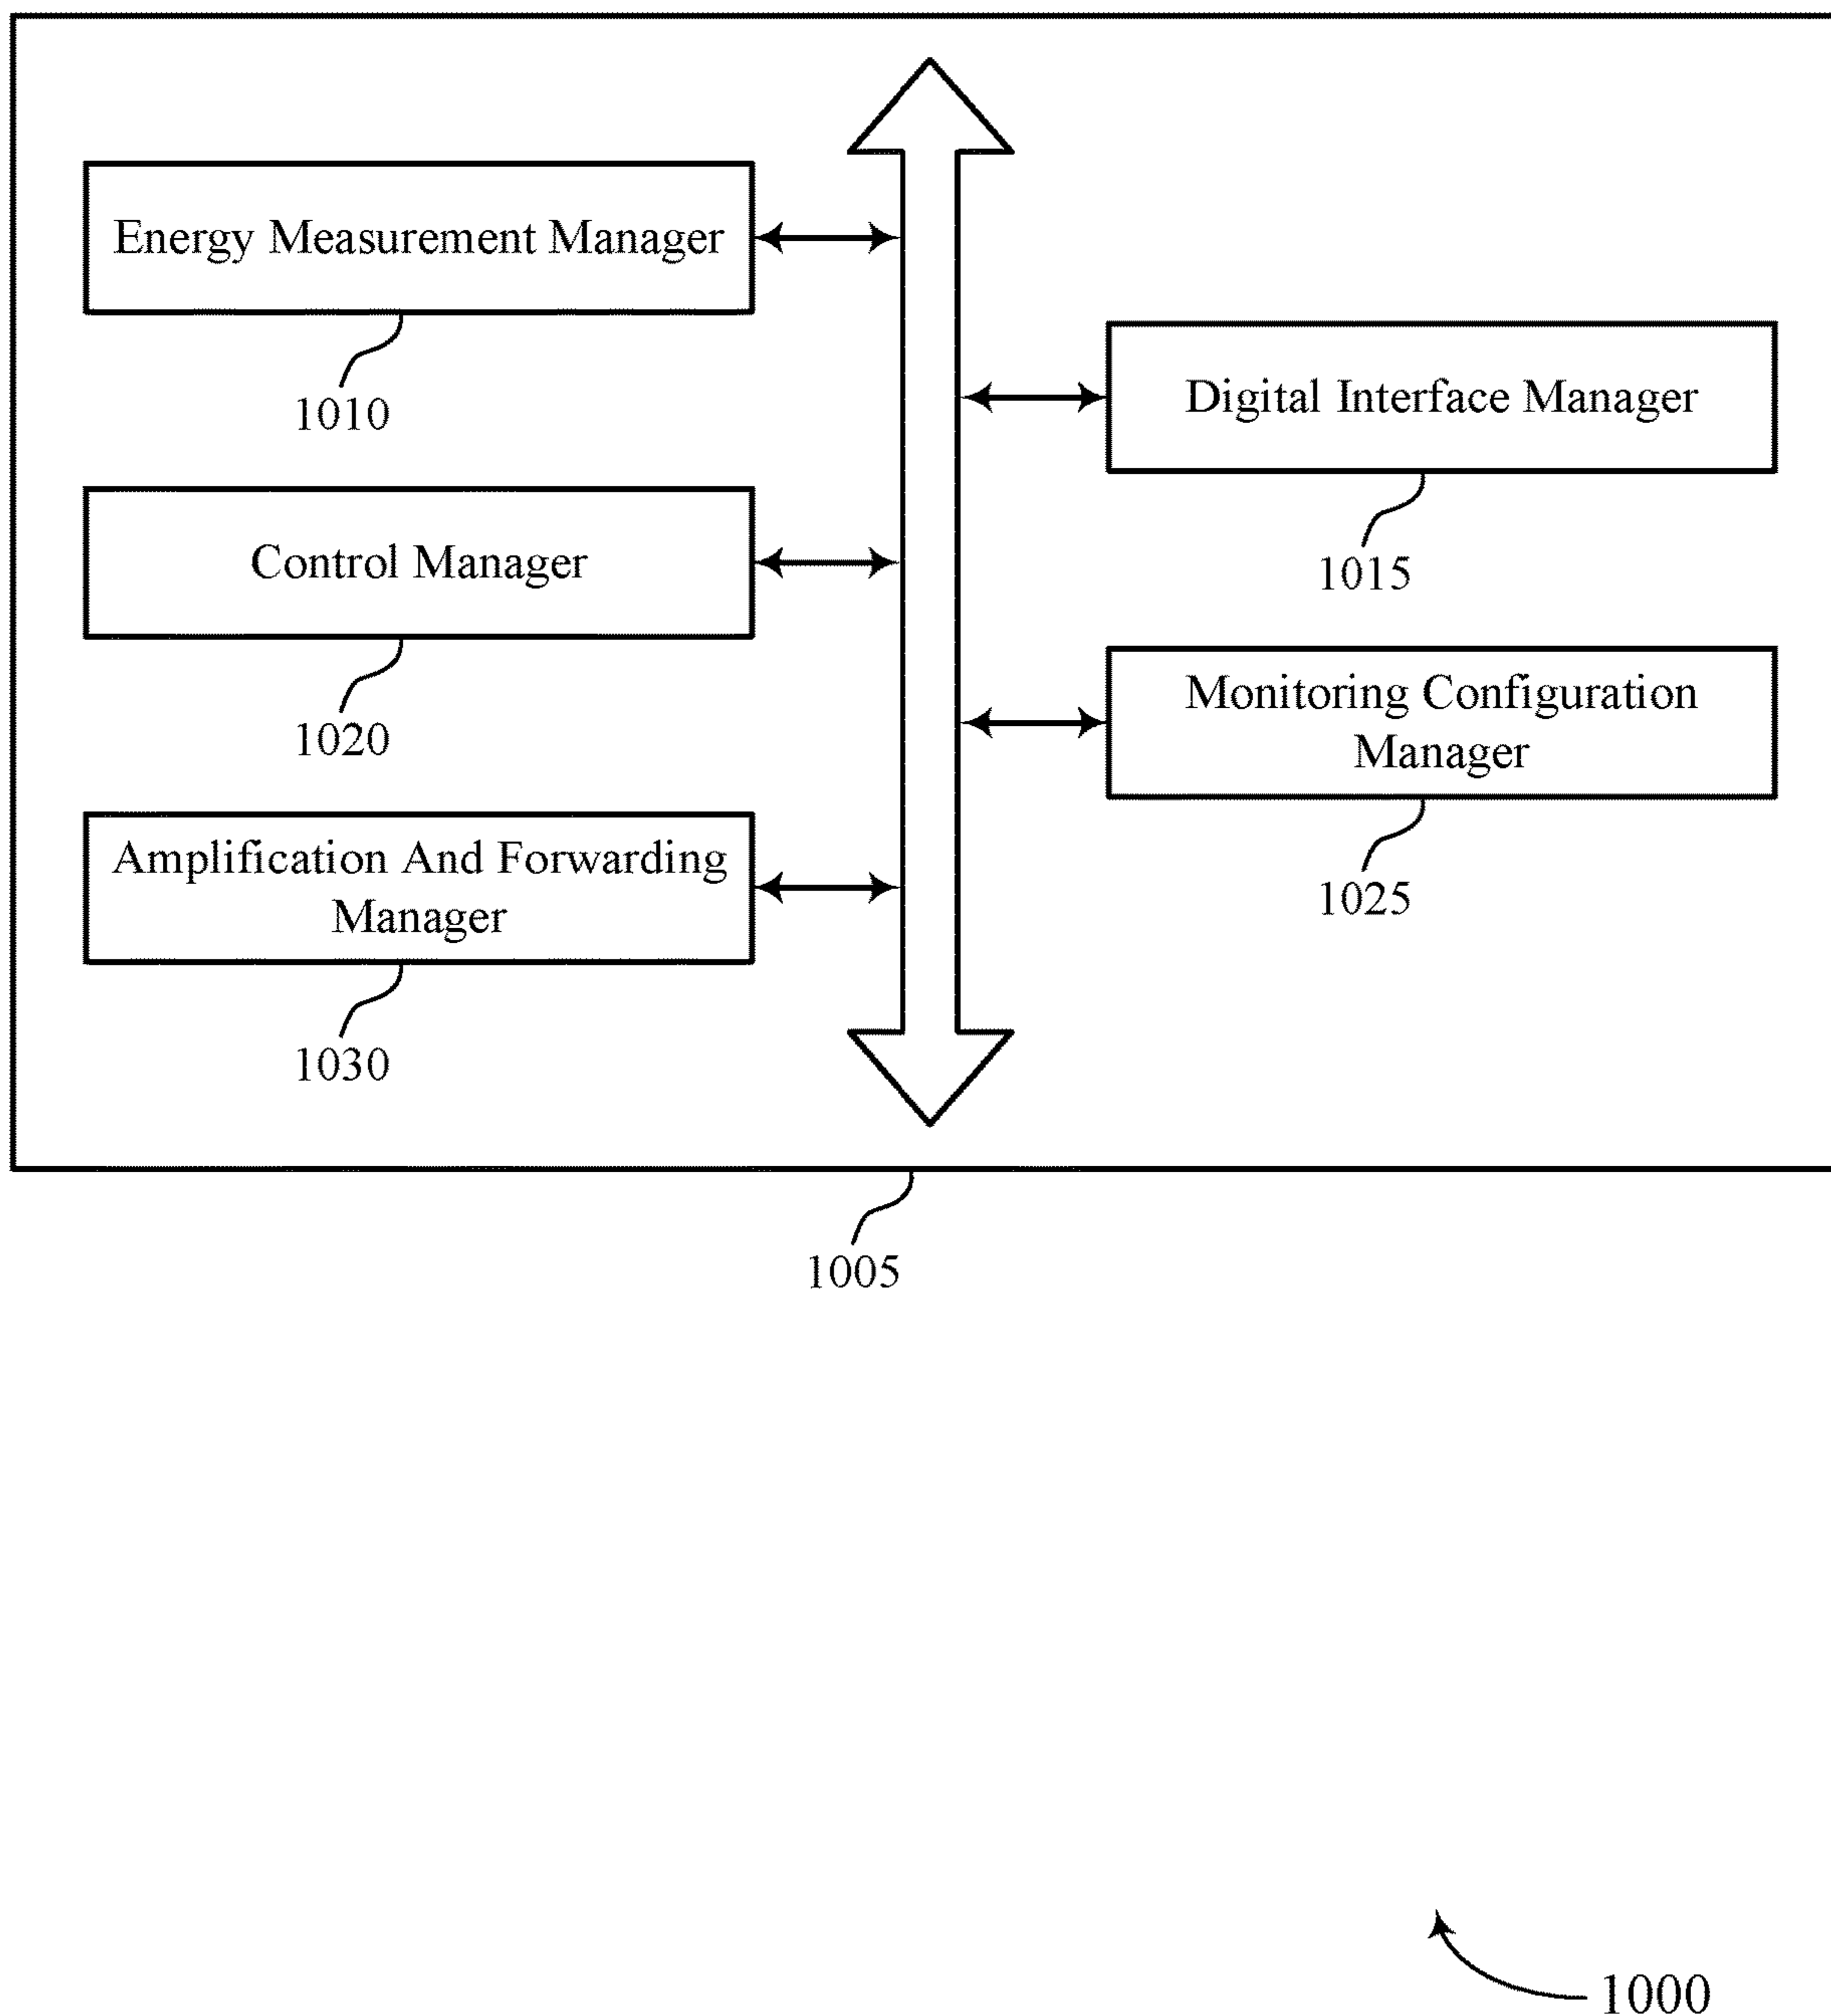 Energy Measurement Manager
1010
Digital Interface Manager
1015
Control Manager
1020
Monitoring Configuration
Manager
1025
Amplification And Forwarding
Manager
1030
1005
1000